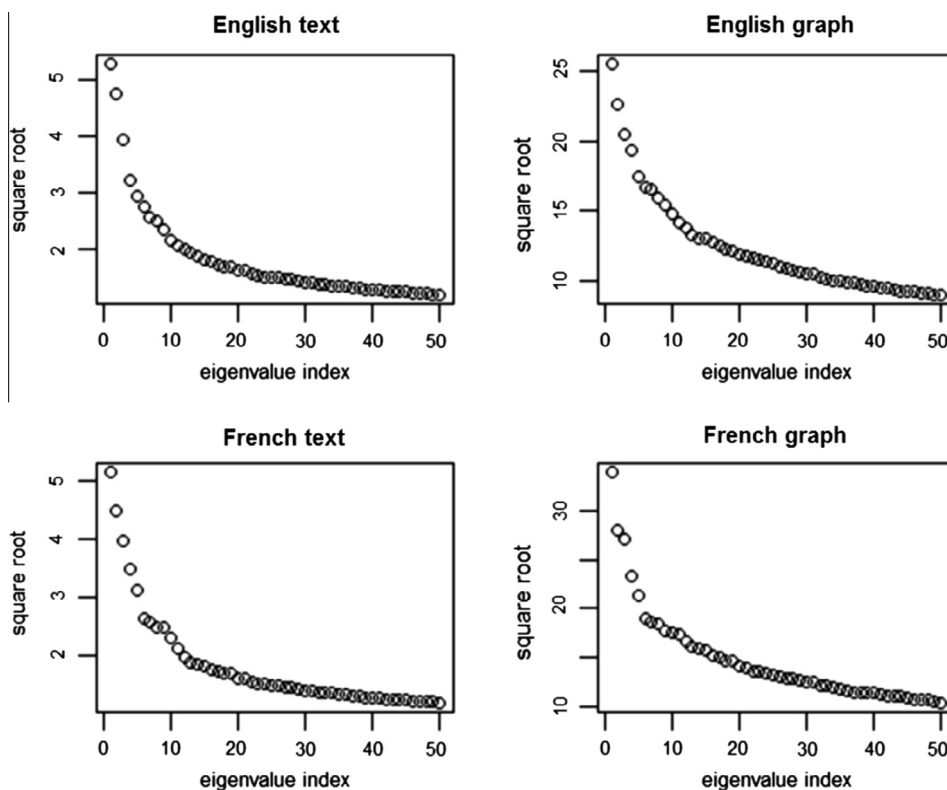 English text
square root
5
4
3
2
0 10 20 30 40 50
eigenvalue index
English graph
square root
25
20
15
10
0 10 20 30 40 50
eigenvalue index
French text
square root
5
4
3
2
0 10 20 30 40 50
eigenvalue index
French graph
square root
30
20
10
0 10 20 30 40 50
eigenvalue index